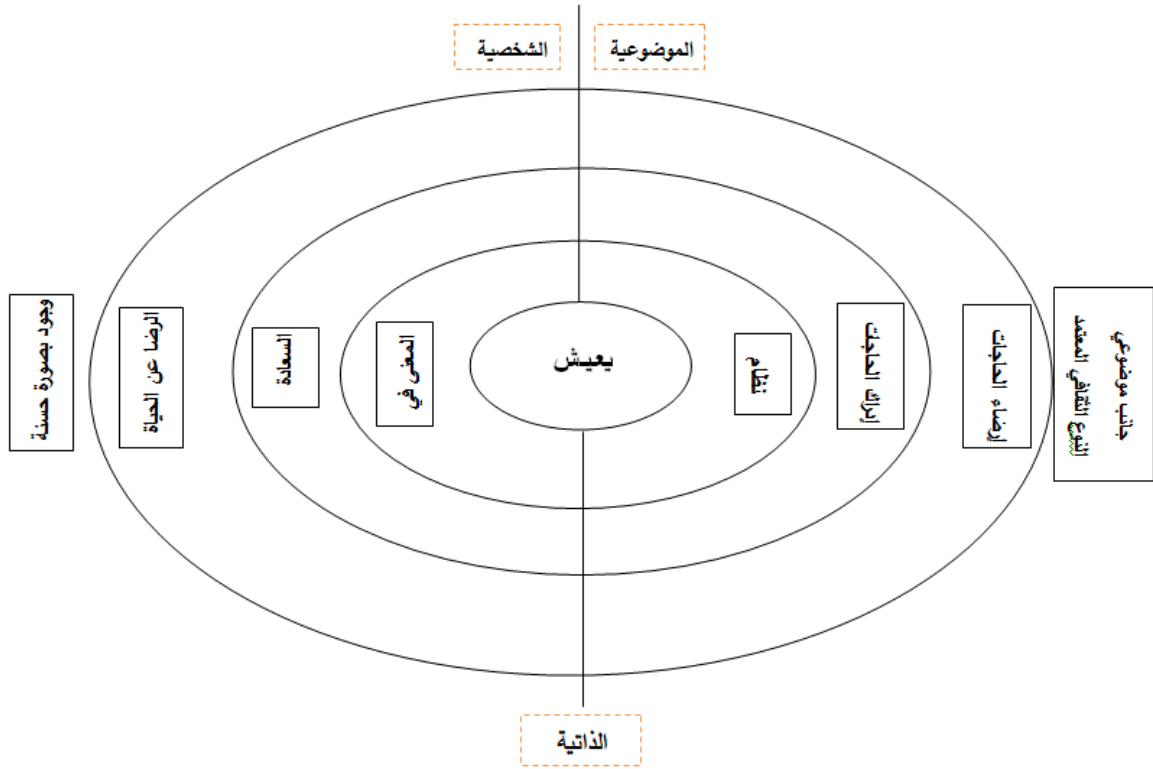 الموضوعية
الشخصية
جانب موضوعي
النوع الثقافي المعتمد
إرضاء الحاجات
إدراك الحاجات
نظام
يعيش
المعنى في
السعادة
الرضا عن الحياة
وجود بصورة حسنة
الذاتية